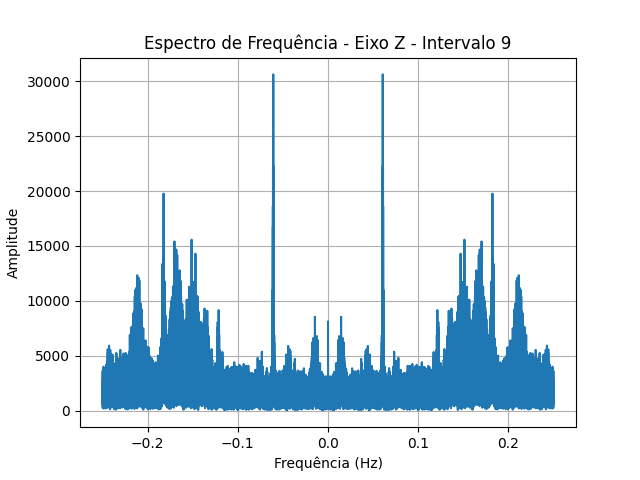 Espectro de Frequência - Eixo Z - Intervalo 9
30000
25000
20000
15000
10000
5000
0
Amplitude
−0.2 −0.1 0.0 0.1 0.2
Frequência (Hz)